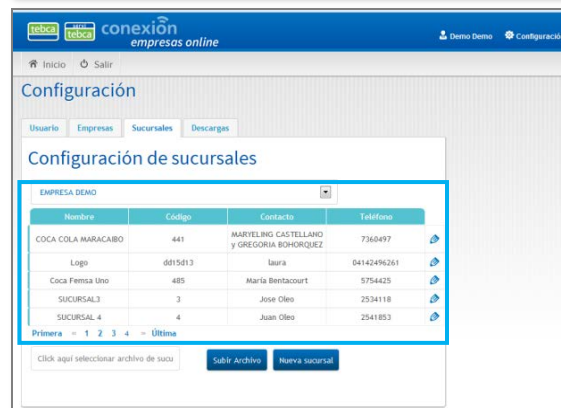 tebca servi tebca conexión
empresas online
Demo Demo Configuració
Inicio Salir
Configuración
Usuario Empresas Sucursales Descargas
Configuración de sucursales
EMPRESA DEMO
Nombre Código Contacto Teléfono
COCA COLA MARACAIBO 441 MARYELING CASTELLANO y GREGORIA BOHORQUEZ 7360497
Logo dd15d13 laura 04142496261
Coca Femsa Uno 485 María Bentacourt 5754425
SUCURSAL3 3 Jose Oleo 2534118
SUCURSAL 4 4 Juan Oleo 2541853
Primera « 1 2 3 4 » Última
Click aquí seleccionar archivo de sucu Subir Archivo Nueva sucursal